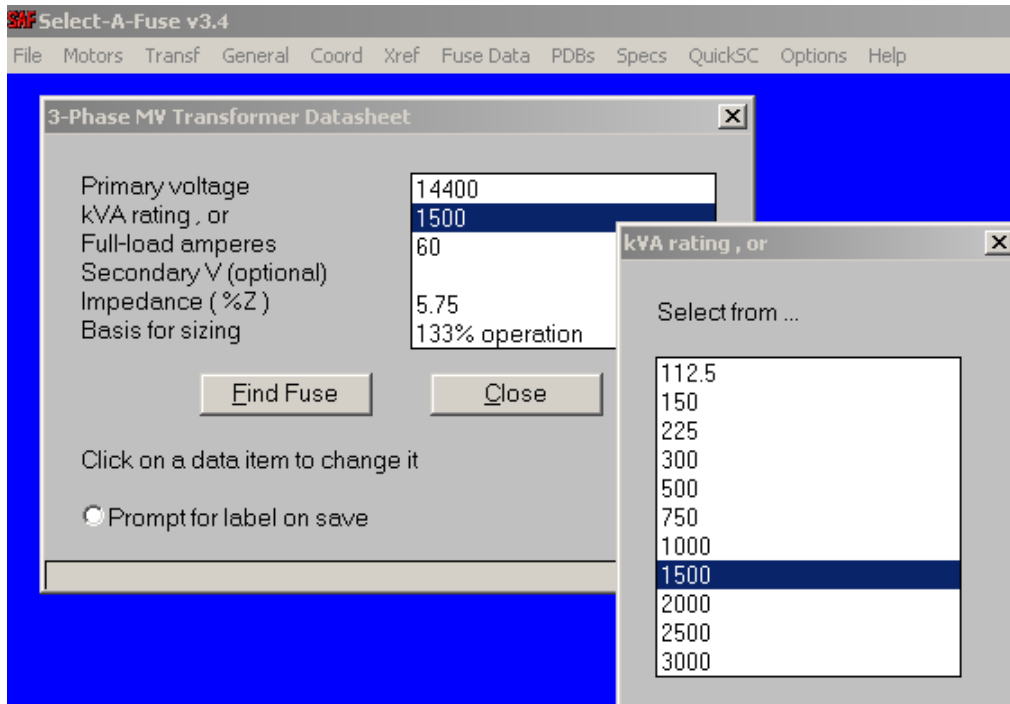 SAF Select-A-Fuse v3.4
File Motors Transf General Coord Xref Fuse Data PDBs Specs QuickSC Options Help
3-Phase MV Transformer Datasheet
Primary voltage 14400
kVA rating , or 1500
Full-load amperes 60
Secondary V (optional)
Impedance ( %Z ) 5.75
Basis for sizing 133% operation
Find Fuse Close
Click on a data item to change it
Prompt for label on save
kVA rating , or
Select from ...
112.5
150
225
300
500
750
1000
1500
2000
2500
3000